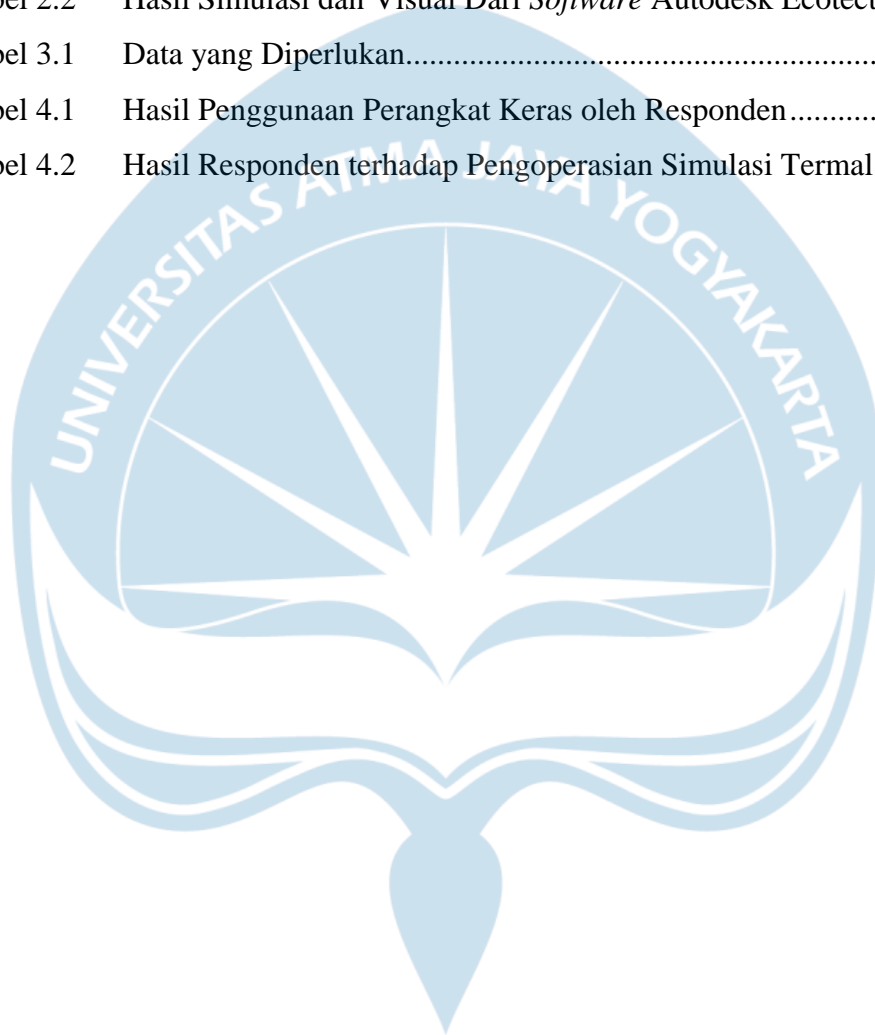 bel 2.2 Hasil Simulasi dan Visual Dari Software Autodesk Ecotect
bel 3.1 Data yang Diperlukan..........................................................
bel 4.1 Hasil Penggunaan Perangkat Keras oleh Responden...........
bel 4.2 Hasil Responden terhadap Pengoperasian Simulasi Termal
UNIVERSITAS ATMA JAYA YOGYAKARTA